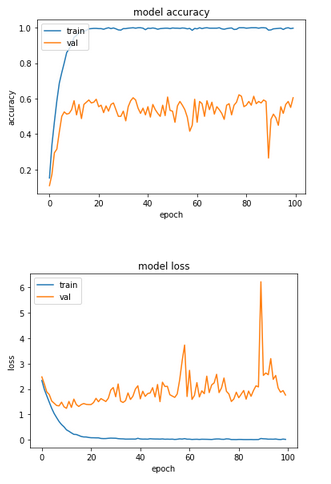 model accuracy
1.0
0.8
0.6
0.4
0.2
accuracy
train
val
0 20 40 60 80 100
epoch
model loss
6
5
4
3
2
1
0
loss
train
val
0 20 40 60 80 100
epoch